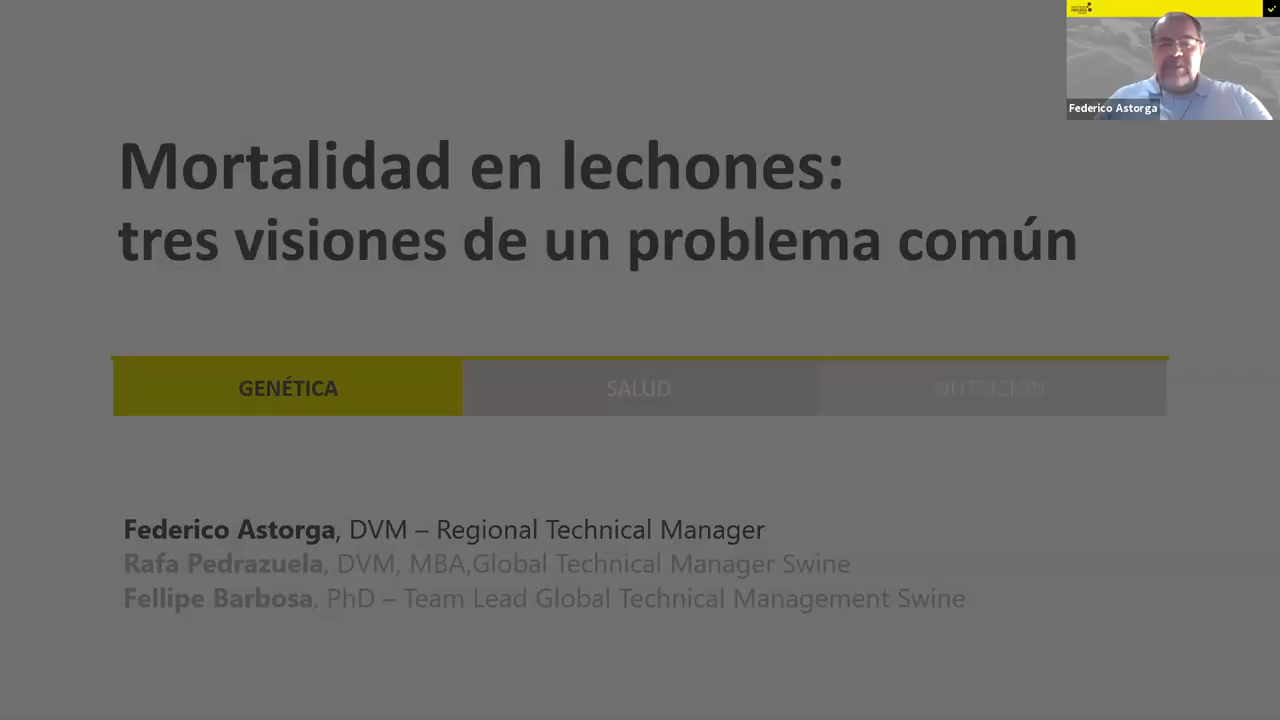 Federico Astorga
Mortalidad en lechones:
tres visiones de un problema común
GENÉTICA
SALUD
NUTRICIÓN
Federico Astorga, DVM – Regional Technical Manager
Rafa Pedrazuela, DVM, MBA,Global Technical Manager Swine
Fellipe Barbosa, PhD – Team Lead Global Technical Management Swine